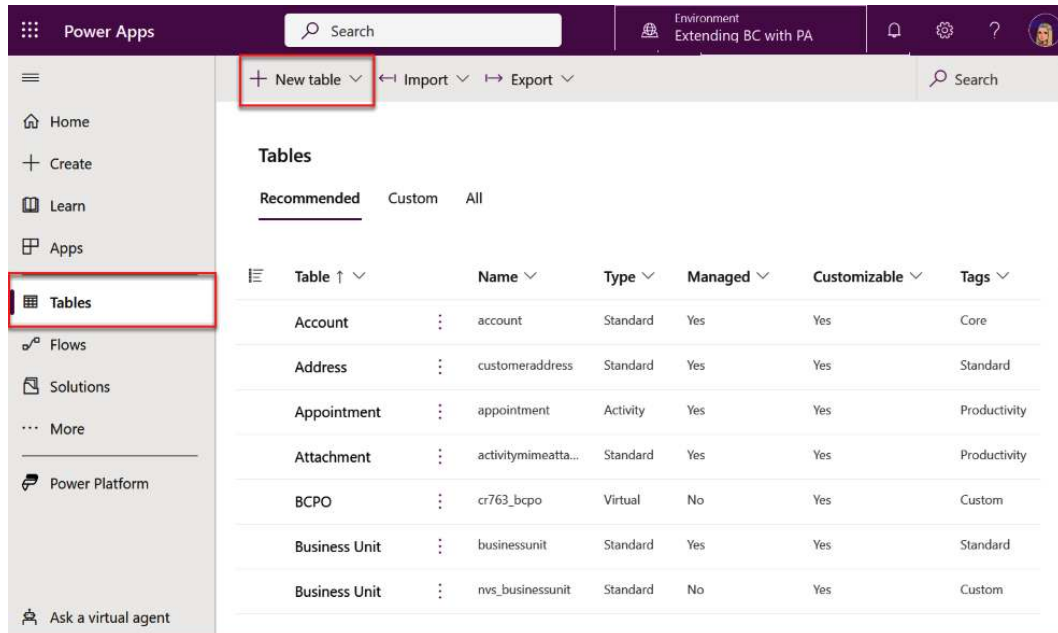 Power Apps
Search
Environment
Extending BC with PA
?
New table
Import
Export
Search
Home
Create
Learn
Apps
Tables
Flows
Solutions
More
Power Platform
Ask a virtual agent
Tables
Recommended Custom All
Table ↑ Name Type Managed Customizable Tags
Account account Standard Yes Yes Core
Address customeraddress Standard Yes Yes Standard
Appointment appointment Activity Yes Yes Productivity
Attachment activitymimeatta... Standard Yes Yes Productivity
BCPO cr763_bcpo Virtual No Yes Custom
Business Unit businessunit Standard Yes Yes Standard
Business Unit nvs_businessunit Standard No Yes Custom